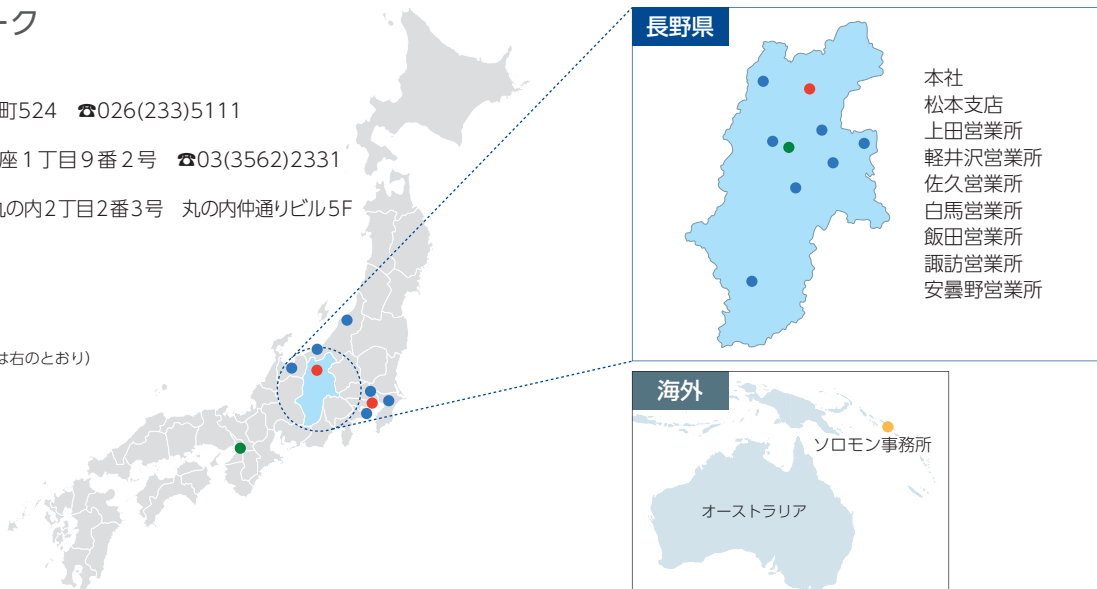 ーク
町524　☎026(233)5111
座1丁目9番2号　☎03(3562)2331
丸の内2丁目2番3号　丸の内仲通りビル5F
は右のとおり)
長野県
本社
松本支店
上田営業所
軽井沢営業所
佐久営業所
白馬営業所
飯田営業所
諏訪営業所
安曇野営業所
海外
ソロモン事務所
オーストラリア